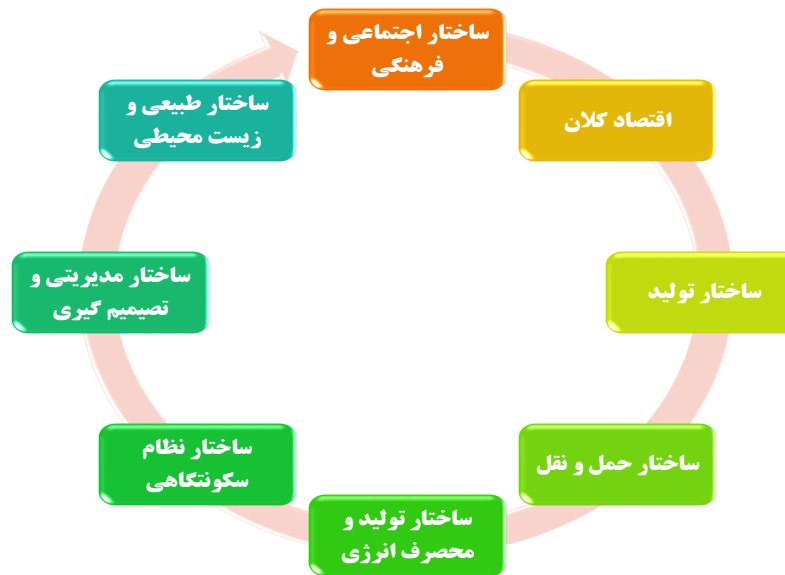 ساختار اجتماعی و
فرهنگی
اقتصاد کلان
ساختار تولید
ساختار حمل و نقل
ساختار تولید و
محصرف انرژی
ساختار نظام
سکونتگاهی
ساختار مدیریتی و
تصیمیم گیری
ساختار طبیعی و
زیست محیطی